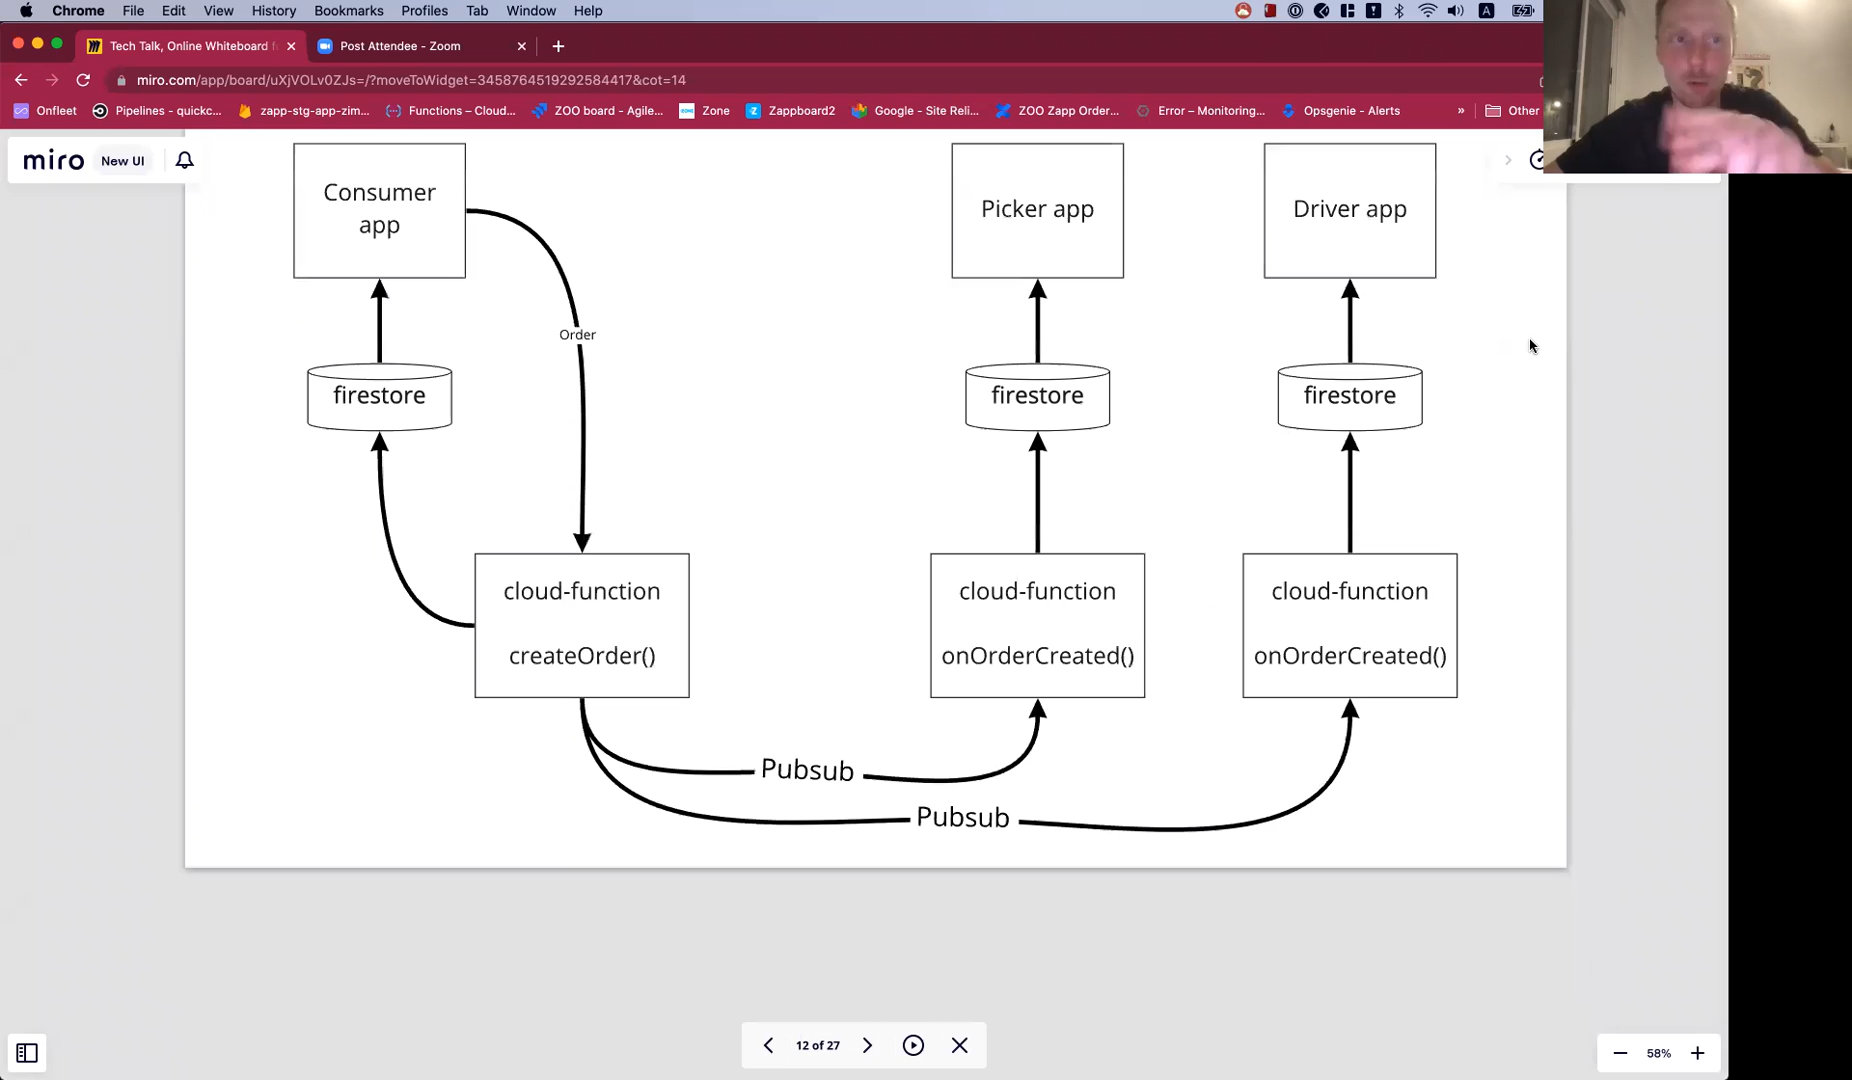 Chrome File Edit View History Bookmarks Profiles Tab Window Help
A
Tech Talk, Online Whiteboard f
Post Attendee - Zoom
miro.com/app/board/uXjVOLv0ZJs=/?moveToWidget=3458764519292584417&cot=14
Onfleet Pipelines - quickc... zapp-stg-app-zim... Functions – Cloud... ZOO board - Agile... Zone Zappboard2 Google - Site Reli... ZOO Zapp Order... Error – Monitoring... Opsgenie - Alerts » Other
miro New UI
Consumer
app
Picker app
Driver app
Order
firestore
firestore
firestore
cloud-function
createOrder()
cloud-function
onOrderCreated()
cloud-function
onOrderCreated()
Pubsub
Pubsub
12 of 27
58%